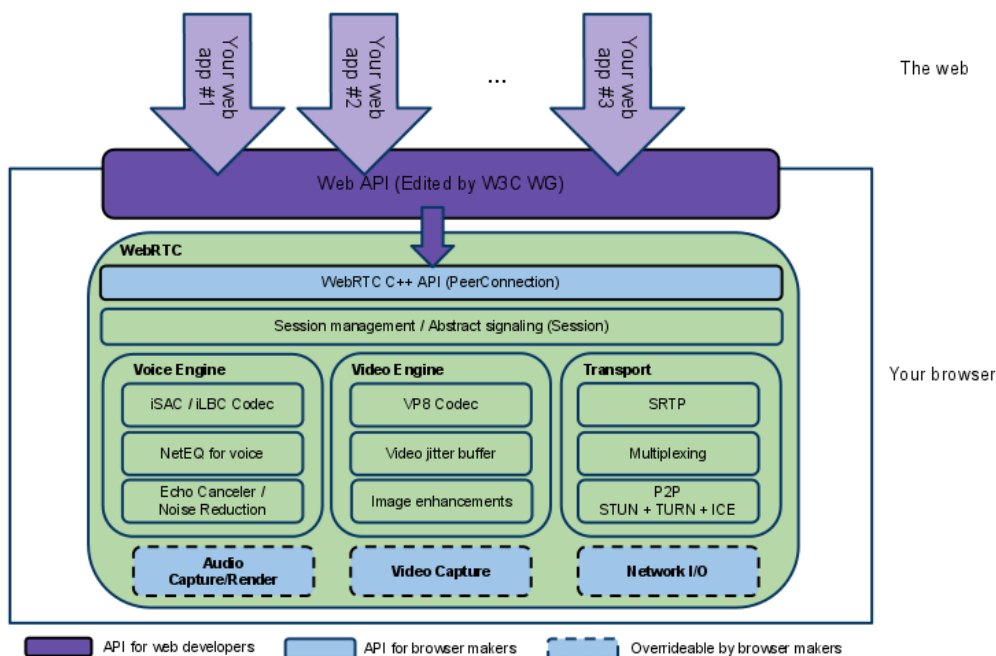 Your web
app #1
Your web
app #2
...
Your web
app #3
The web
Web API (Edited by W3C WG)
WebRTC
WebRTC C++ API (PeerConnection)
Session management / Abstract signaling (Session)
Voice Engine
iSAC / iLBC Codec
NetEQ for voice
Echo Canceler /
Noise Reduction
Video Engine
VP8 Codec
Video jitter buffer
Image enhancements
Transport
SRTP
Multiplexing
P2P
STUN + TURN + ICE
Your browser
Audio
Capture/Render
Video Capture
Network I/O
API for web developers
API for browser makers
Overrideable by browser makers